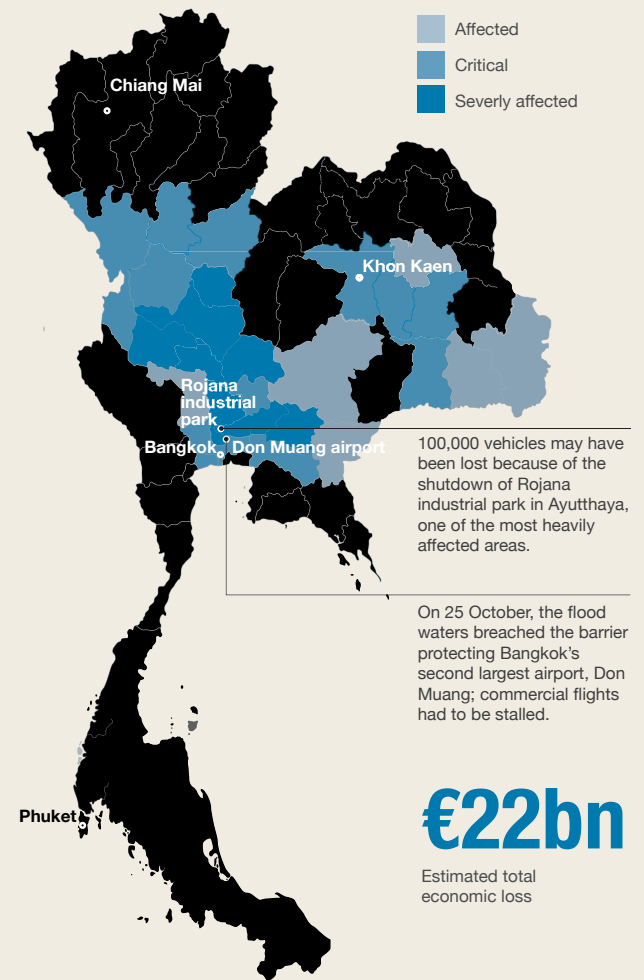 Affected
Critical
Severly affected
Chiang Mai
Khon Kaen
Rojana
industrial
park
Bangkok
Don Muang airport
100,000 vehicles may have
been lost because of the
shutdown of Rojana
industrial park in Ayutthaya,
one of the most heavily
affected areas.
On 25 October, the flood
waters breached the barrier
protecting Bangkok’s
second largest airport, Don
Muang; commercial flights
had to be stalled.
Phuket
€22bn
Estimated total
economic loss